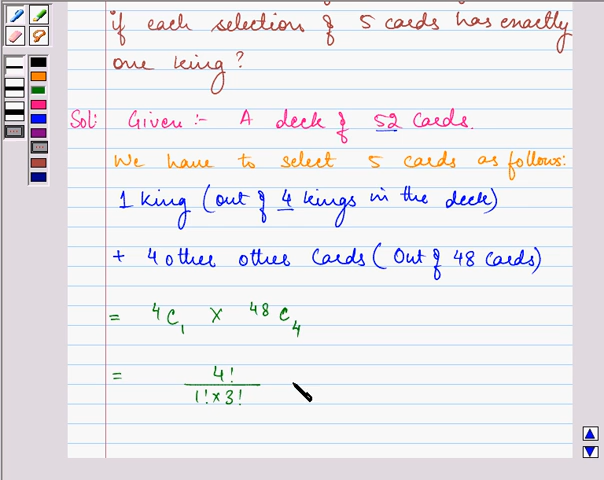 if each selection of 5 cards has exactly
one king?
Sol: Given :- A deck of 52 Cards.
We have to select 5 cards as follows:
1 King (out of 4 kings in the deck)
+ 4 other other Cards (Out of 48 Cards)
= ⁴C₁ × ⁴⁸C₄
= 4! / 1! × 3!